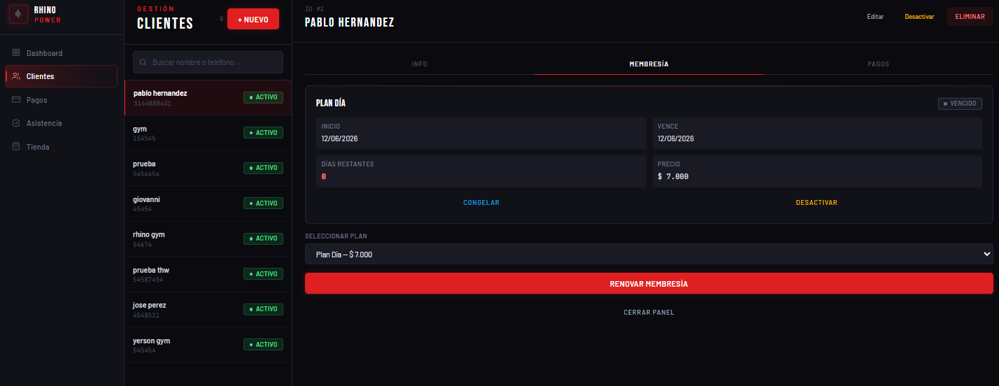 RHINO
POWER
Dashboard
Clientes
Pagos
Asistencia
Tienda
GESTIÓN
CLIENTES
8
+ NUEVO
Buscar nombre o teléfono...
pablo hernandez
3144880431
ACTIVO
gym
154545
ACTIVO
prueba
5456454
ACTIVO
giovanni
45454
ACTIVO
rhino gym
54674
ACTIVO
prueba thw
54587454
ACTIVO
jose perez
4548531
ACTIVO
yerson gym
545454
ACTIVO
ID #2
PABLO HERNANDEZ
Editar
Desactivar
ELIMINAR
INFO
MEMBRESÍA
PAGOS
PLAN DÍA
VENCIDO
INICIO
12/06/2026
VENCE
12/06/2026
DÍAS RESTANTES
0
PRECIO
$ 7.000
CONGELAR
DESACTIVAR
SELECCIONAR PLAN
Plan Día — $ 7.000
RENOVAR MEMBRESÍA
CERRAR PANEL